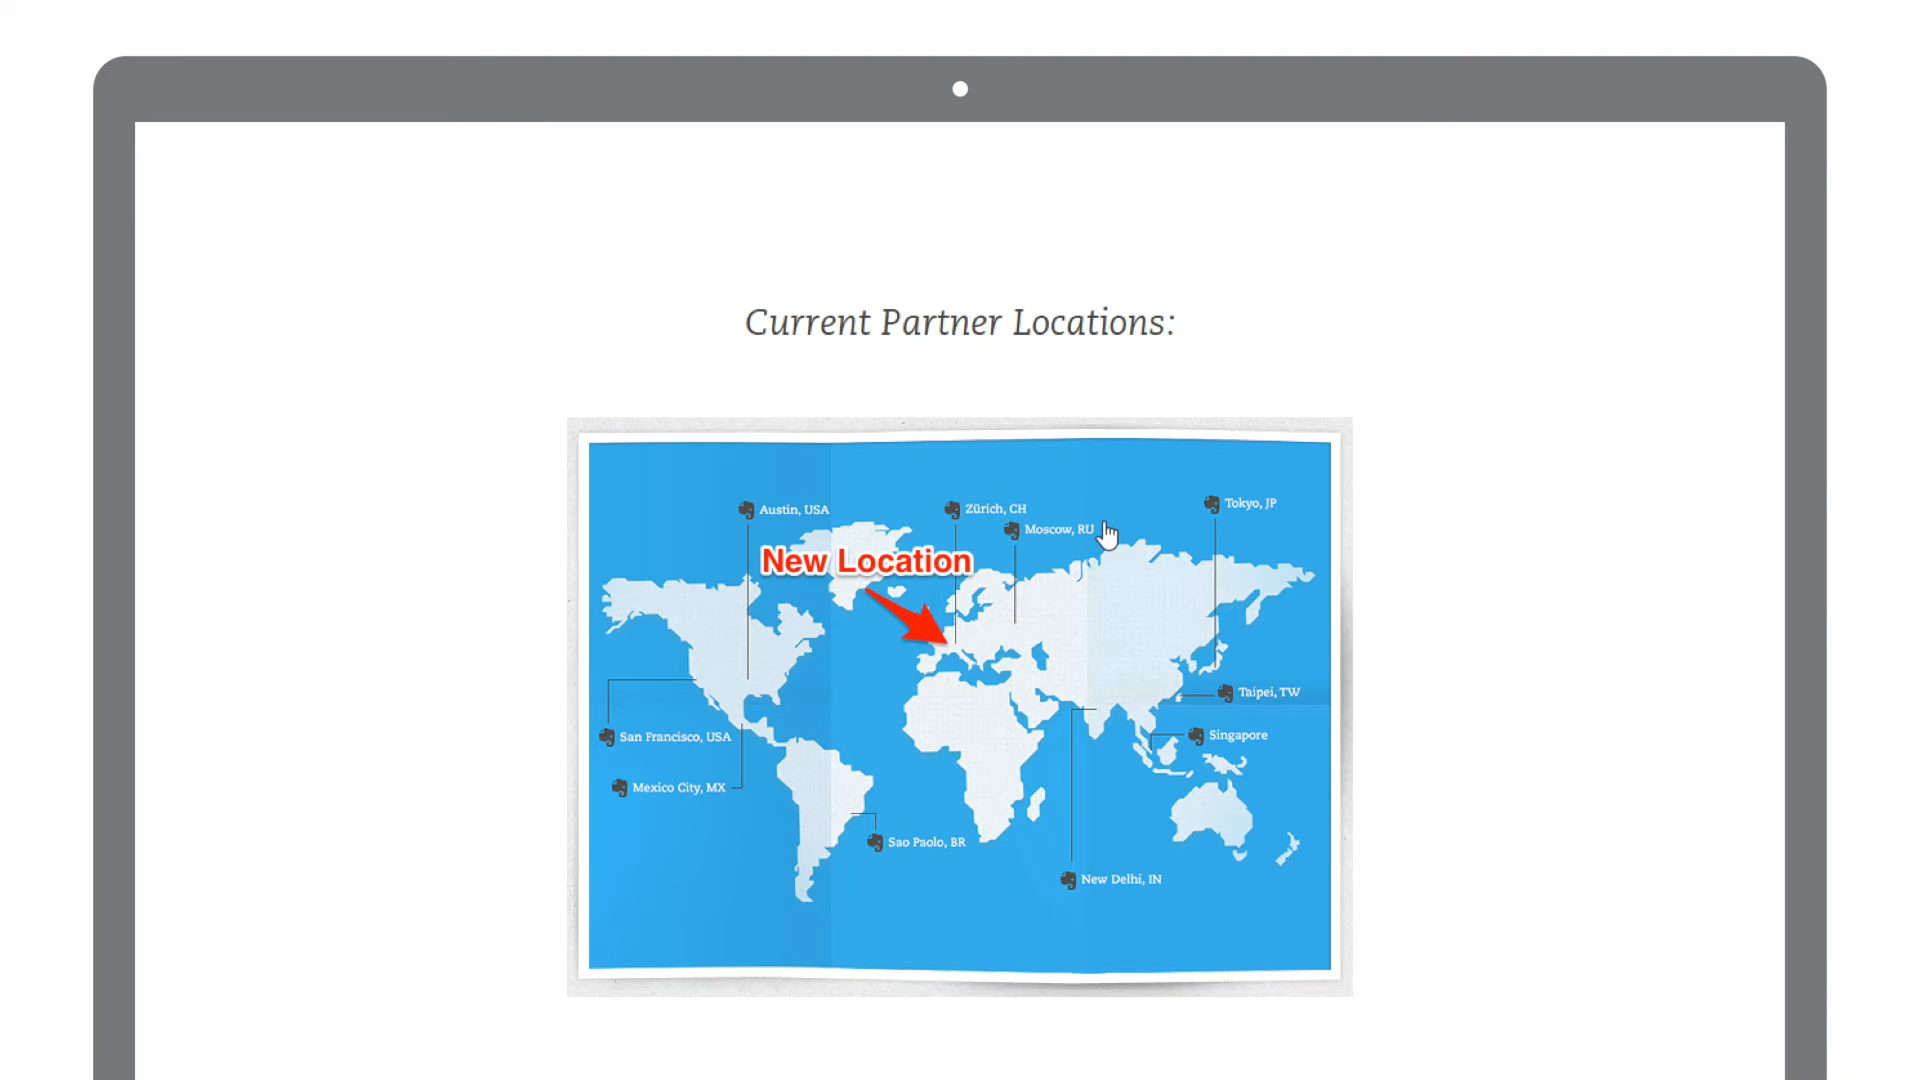 Current Partner Locations:
Tokyo, JP
Austin, USA
Zürich, CH
Moscow, RU
New Location
Taipei, TW
San Francisco, USA
Singapore
Mexico City, MX
Sao Paolo, BR
New Delhi, IN